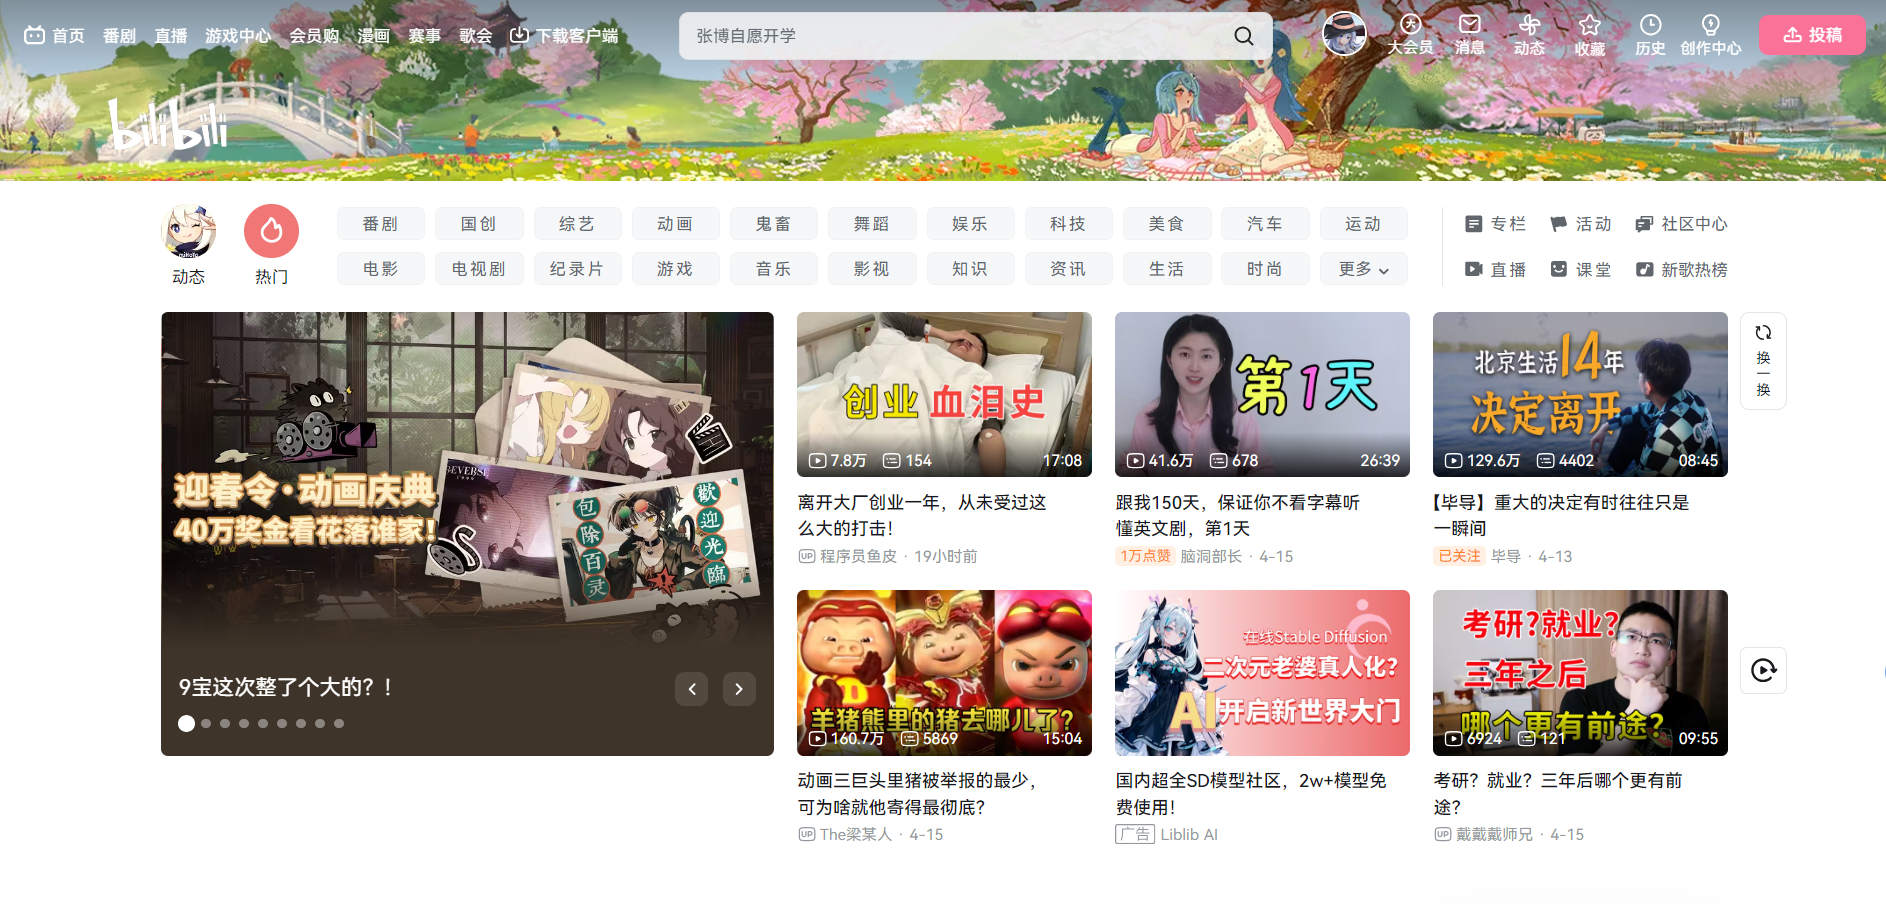 首页 番剧 直播 游戏中心 会员购 漫画 赛事 歌会 下载客户端
张博自愿开学
大会员 消息 动态 收藏 历史 创作中心 投稿
bilibili
动态 热门
番剧 国创 综艺 动画 鬼畜 舞蹈 娱乐 科技 美食 汽车 运动
电影 电视剧 纪录片 游戏 音乐 影视 知识 资讯 生活 时尚 更多
专栏 活动 社区中心
直播 课堂 新歌热榜
迎春令·动画庆典
40万奖金看花落谁家!
包除百灵
歡迎光臨
9宝这次整了个大的?!
创业 血泪史
7.8万 154 17:08
离开大厂创业一年，从未受过这
么大的打击！
UP 程序员鱼皮 · 19小时前
第1天
41.6万 678 26:39
跟我150天，保证你不看字幕听
懂英文剧，第1天
1万点赞 脑洞部长 · 4-15
北京生活14年
决定离开
129.6万 4402 08:45
【毕导】重大的决定有时往往只是
一瞬间
已关注 毕导 · 4-13
换一换
羊猪熊里的猪去哪儿了?
160.7万 5869 15:04
动画三巨头里猪被举报的最少，
可为啥就他寄得最彻底？
UP The梁某人 · 4-15
在线Stable Diffusion
二次元老婆真人化?
AI开启新世界大门
国内超全SD模型社区，2w+模型免
费使用！
广告 Liblib AI
考研?就业?
三年之后
哪个更有前途?
6924 121 09:55
考研？就业？三年后哪个更有前
途？
UP 戴戴戴师兄 · 4-15